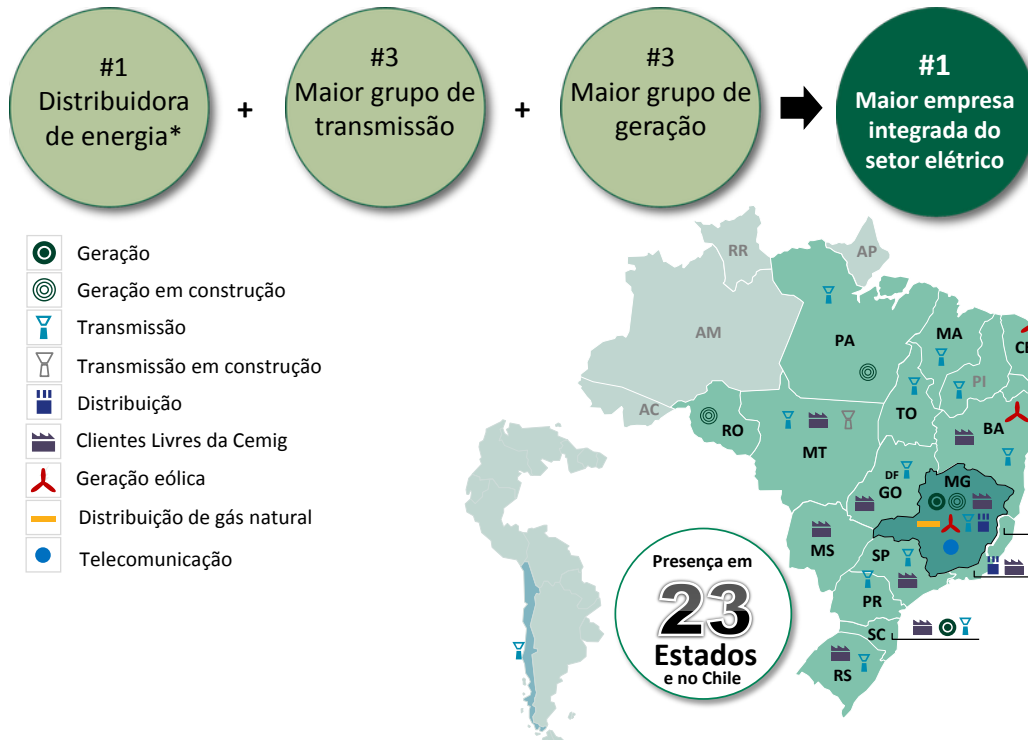 #1
Distribuidora
de energia*
+
#3
Maior grupo de
transmissão
+
#3
Maior grupo de
geração
#1
Maior empresa
integrada do
setor elétrico
Geração
Geração em construção
Transmissão
Transmissão em construção
Distribuição
Clientes Livres da Cemig
Geração eólica
Distribuição de gás natural
Telecomunicação
RR
AP
AM
PA
MA
CE
PI
AC
RO
TO
BA
MT
DF
GO
MG
MS
SP
PR
SC
RS
Presença em
23
Estados
e no Chile